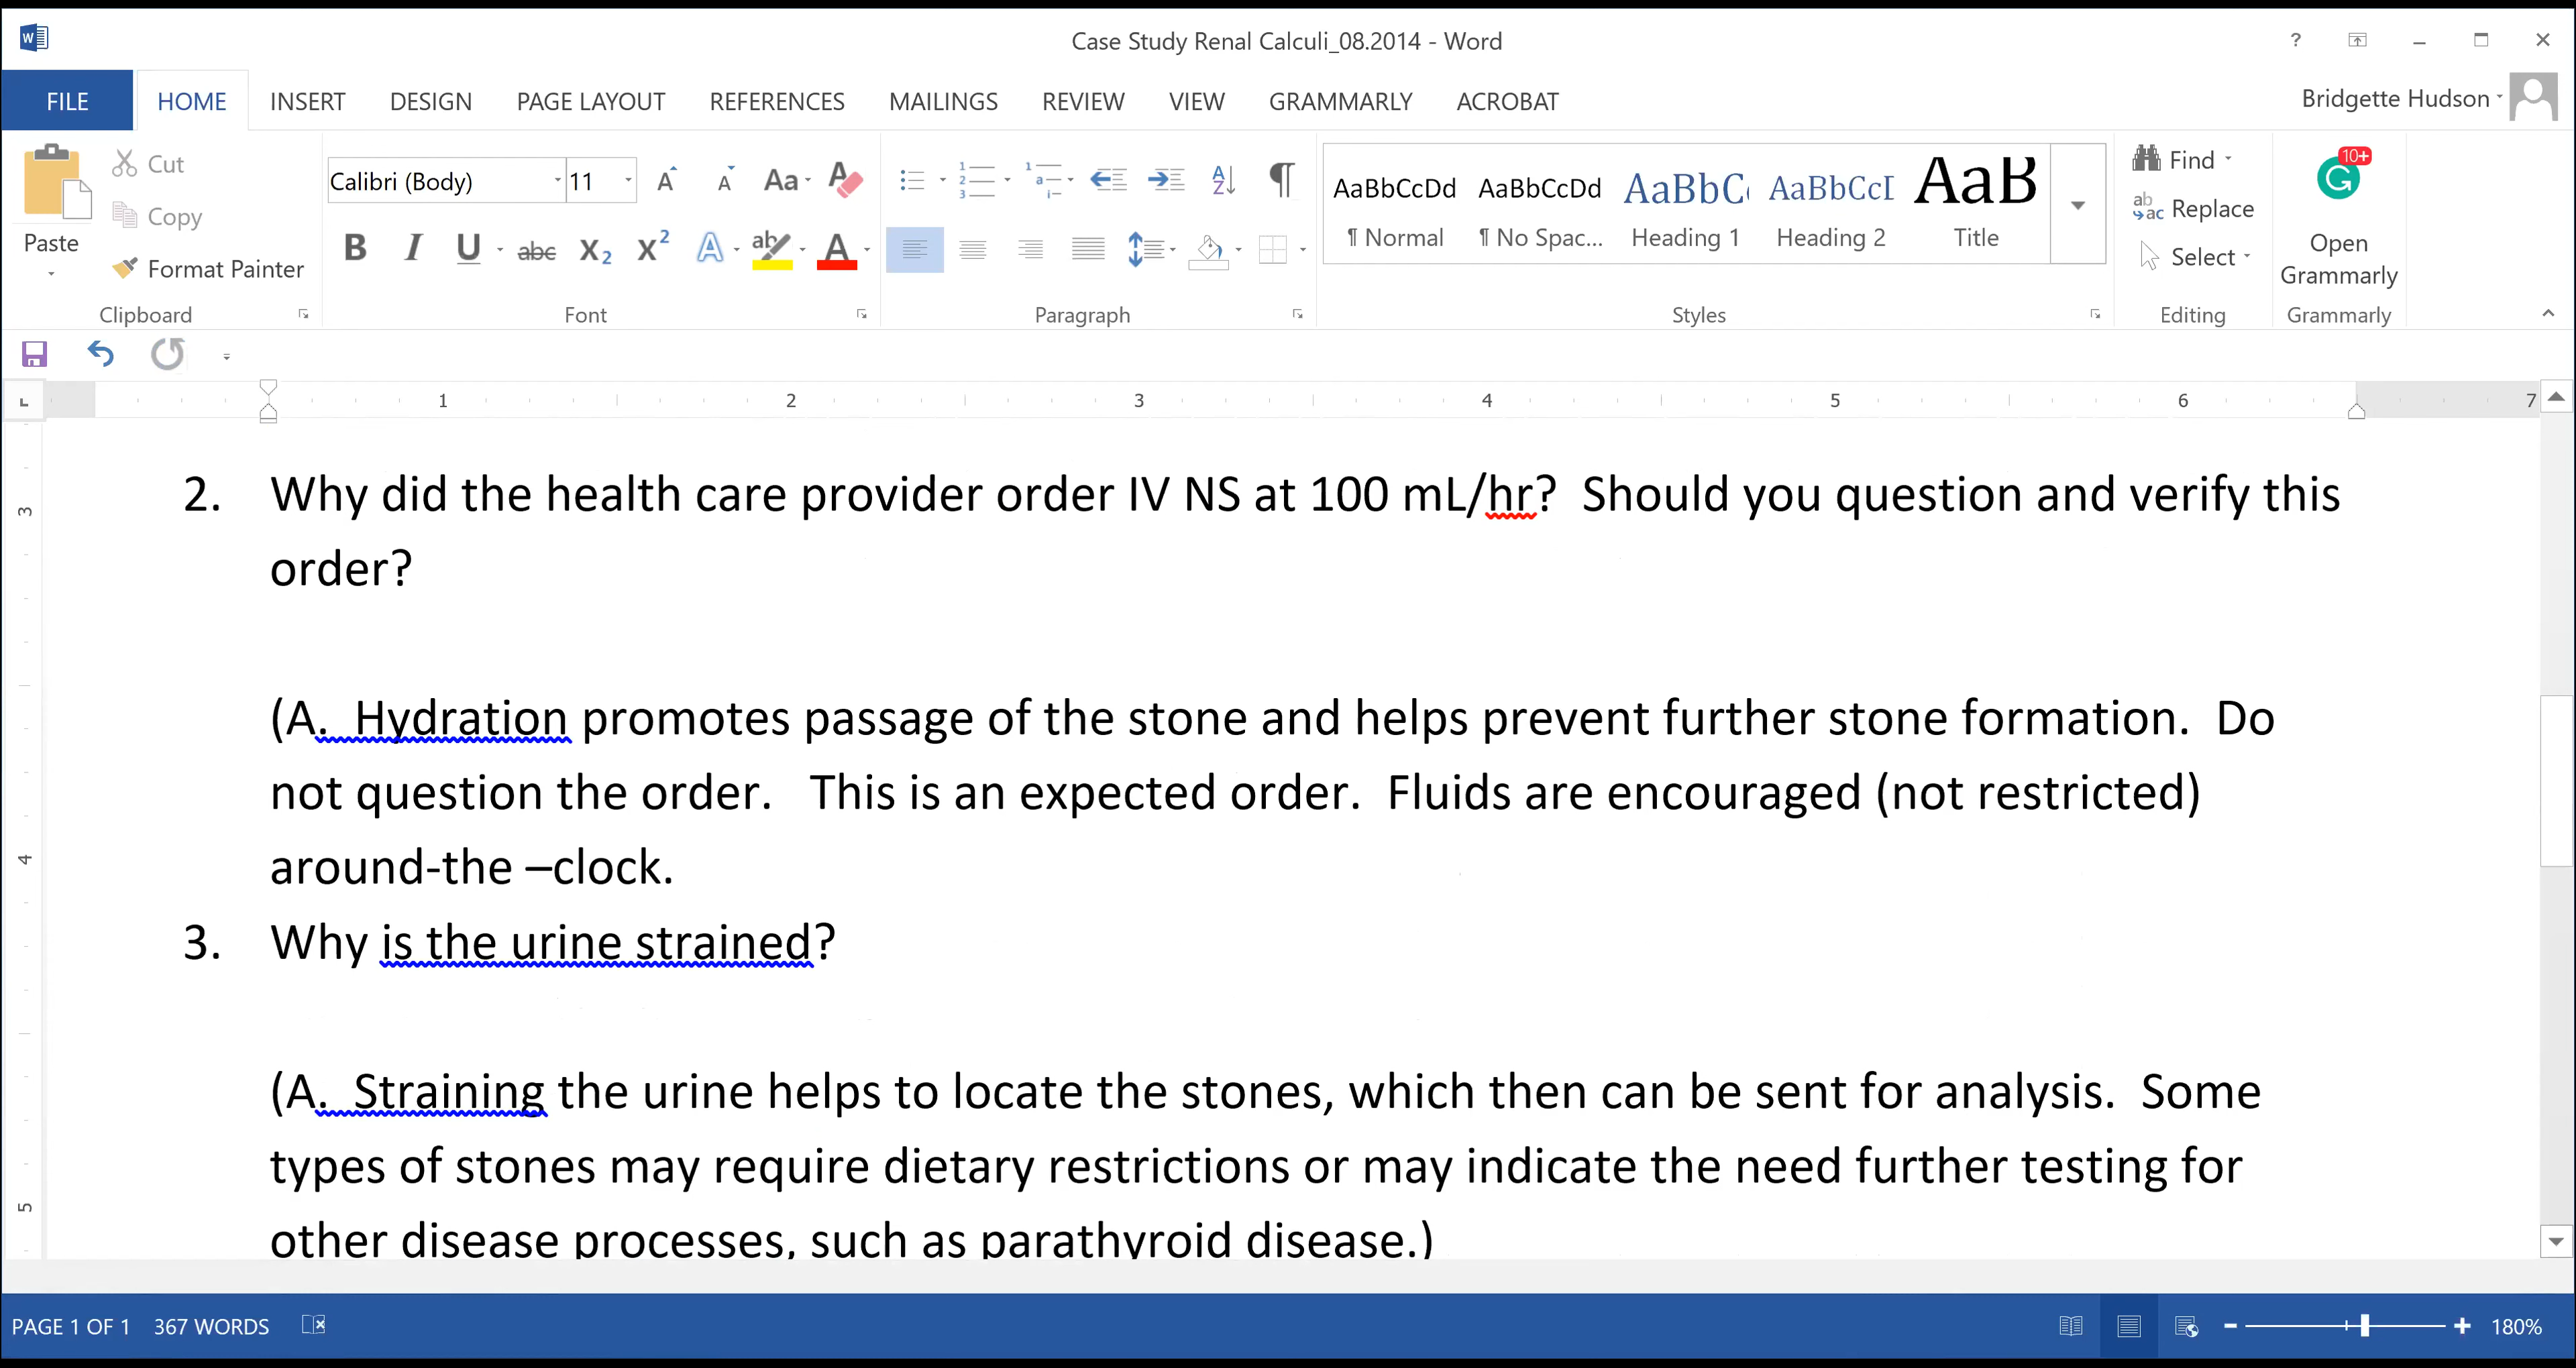 Case Study Renal Calculi_08.2014 - Word
?
FILE HOME INSERT DESIGN PAGE LAYOUT REFERENCES MAILINGS REVIEW VIEW GRAMMARLY ACROBAT
Bridgette Hudson
Paste
Cut
Copy
Format Painter
Clipboard
Calibri (Body) 11
Font
Paragraph
AaBbCcDd AaBbCcDd AaBbC AaBbCcI AaB
¶ Normal ¶ No Spac... Heading 1 Heading 2 Title
Styles
Find
Replace
Select
Editing
10+
Open
Grammarly
Grammarly
1 2 3 4 5 6 7
2. Why did the health care provider order IV NS at 100 mL/hr?  Should you question and verify this
order?
(A.  Hydration promotes passage of the stone and helps prevent further stone formation.  Do
not question the order.   This is an expected order.  Fluids are encouraged (not restricted)
around-the –clock.
3. Why is the urine strained?
(A.  Straining the urine helps to locate the stones, which then can be sent for analysis.  Some
types of stones may require dietary restrictions or may indicate the need further testing for
other disease processes, such as parathyroid disease.)
3
4
5
PAGE 1 OF 1 367 WORDS
180%